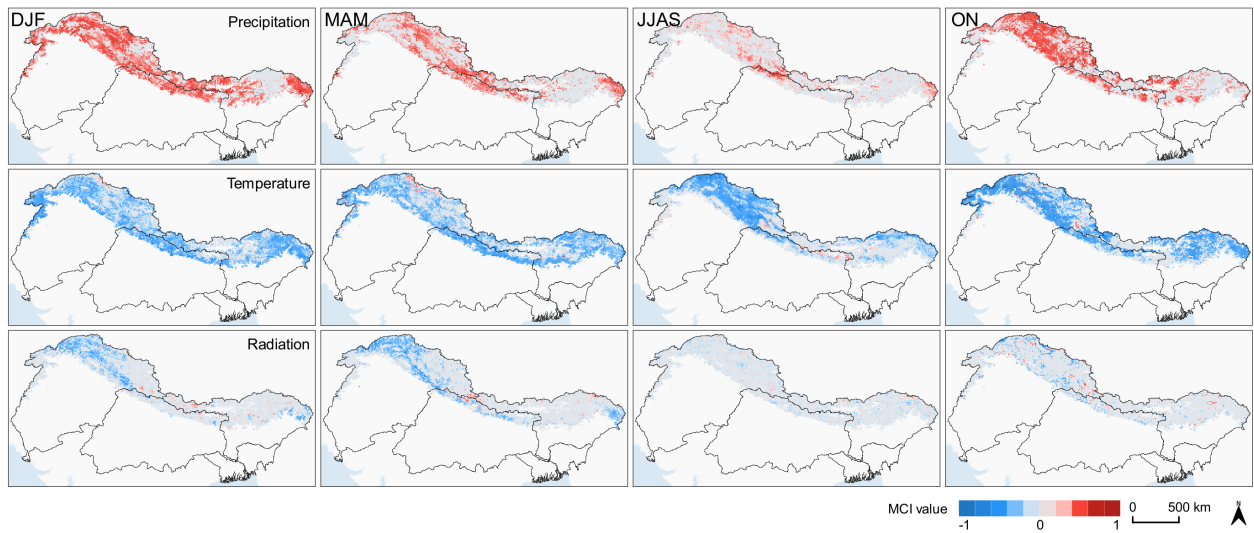 DJF
Precipitation
MAM
JJAS
ON
Temperature
Radiation
MCI value
-1
0
1
0
500 km
N